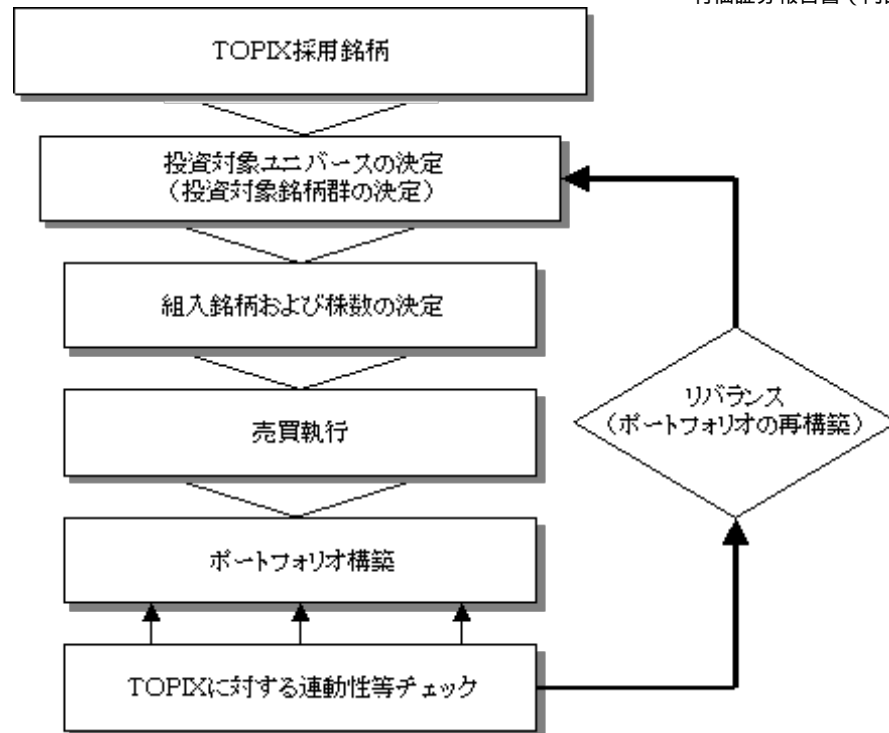 TOPIX採用銘柄
投資対象ユニバースの決定
（投資対象銘柄群の決定）
組入銘柄および株数の決定
売買執行
リバランス
（ポートフォリオの再構築）
ポートフォリオ構築
TOPIXに対する連動性等チェック